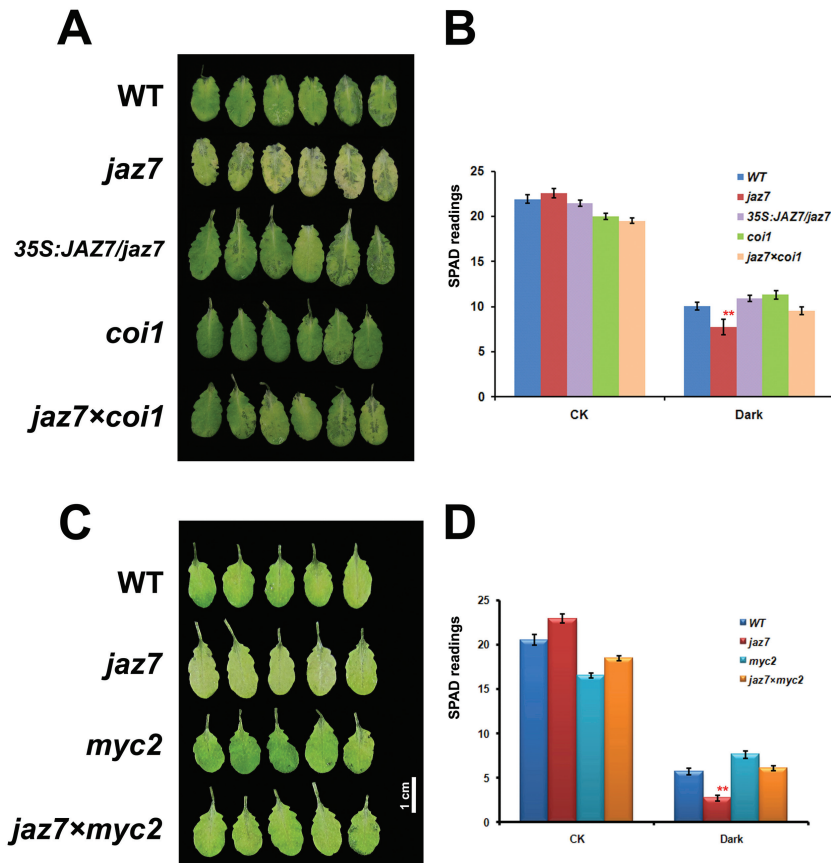 A
WT
jaz7
35S:JAZ7/jaz7
coi1
jaz7×coi1
B
SPAD readings
25
20
15
10
5
0
**
CK
Dark
WT
jaz7
35S:JAZ7/jaz7
coi1
jaz7×coi1
C
WT
jaz7
myc2
jaz7×myc2
1 cm
D
SPAD readings
25
20
15
10
5
0
**
CK
Dark
WT
jaz7
myc2
jaz7×myc2